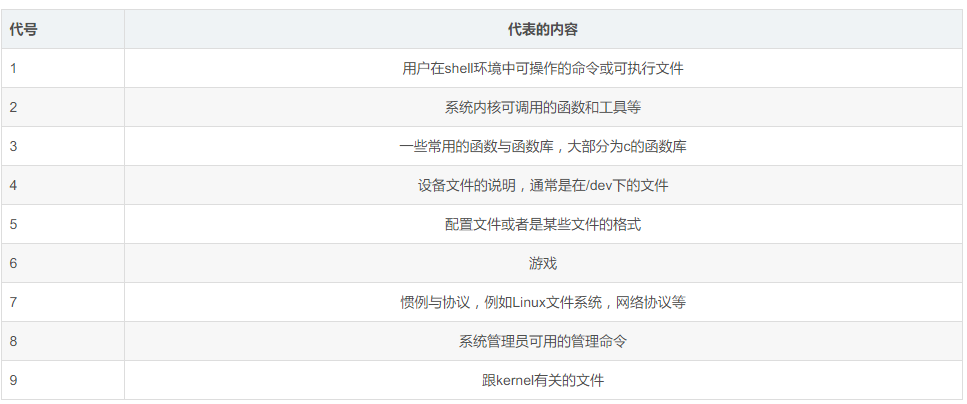 代号 代表的内容
1 用户在shell环境中可操作的命令或可执行文件
2 系统内核可调用的函数和工具等
3 一些常用的函数与函数库，大部分为c的函数库
4 设备文件的说明，通常是在/dev下的文件
5 配置文件或者是某些文件的格式
6 游戏
7 惯例与协议，例如Linux文件系统，网络协议等
8 系统管理员可用的管理命令
9 跟kernel有关的文件